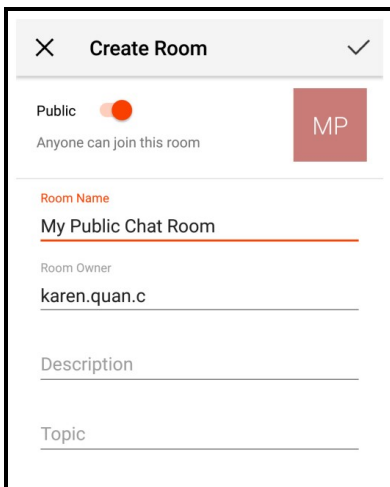 Create Room
Public
Anyone can join this room
MP
Room Name
My Public Chat Room
Room Owner
karen.quan.c
Description
Topic